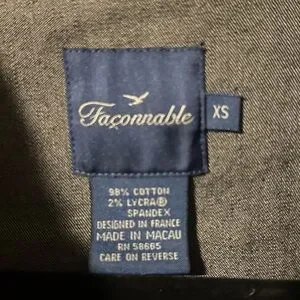 Façonnable
XS
98% COTTON
2% LYCRA®
SPANDEX
DESIGNED IN FRANCE
MADE IN MACAU
RN 58665
CARE ON REVERSE